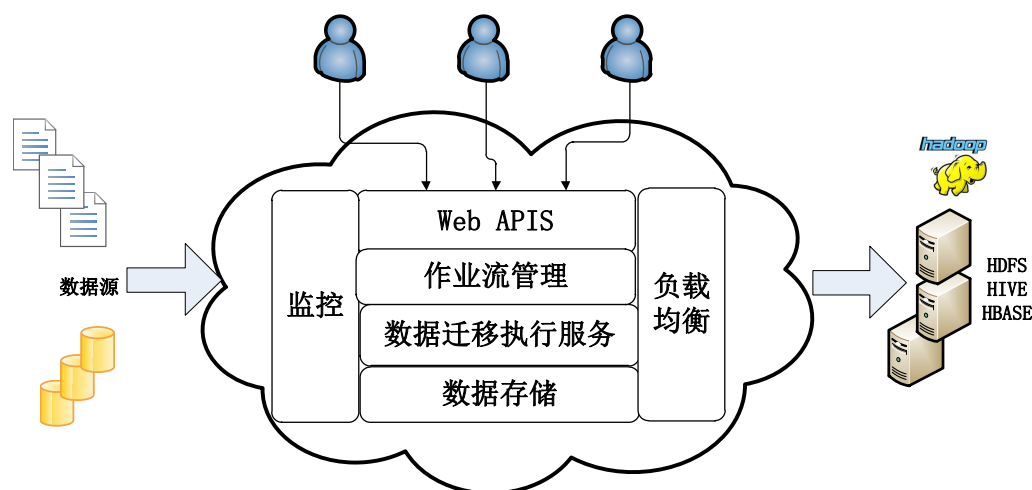 hadoop
Web APIS
作业流管理
数据迁移执行服务
数据存储
监控
负载
均衡
数据源
HDFS
HIVE
HBASE